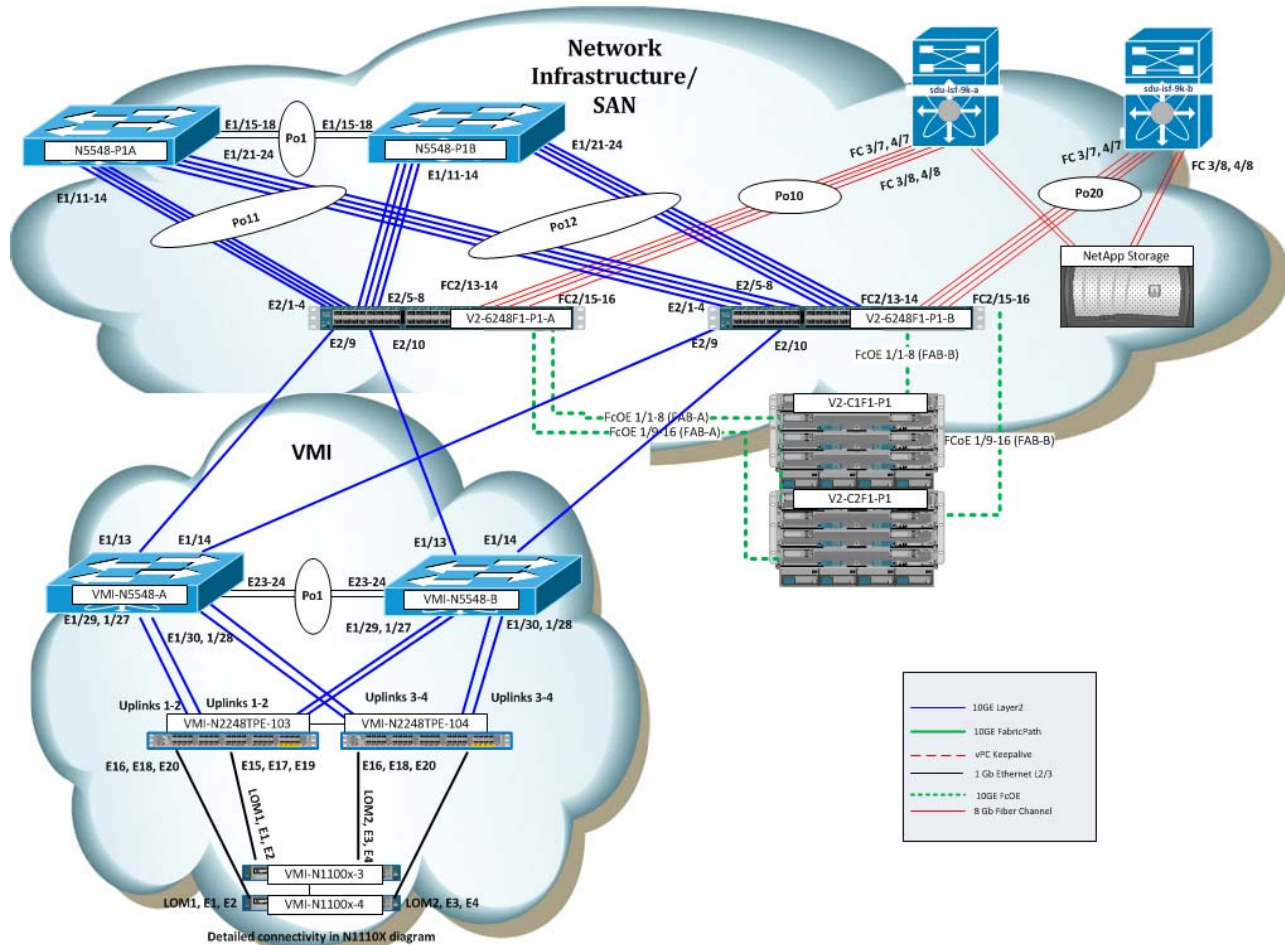 Network
Infrastructure/
SAN
sdu-isf-9k-a
sdu-isf-9k-b
N5548-P1A
E1/15-18
Po1
E1/15-18
N5548-P1B
E1/21-24
E1/11-14
E1/21-24
E1/11-14
Po11
Po12
Po10
Po20
FC 3/7, 4/7
FC 3/8, 4/8
FC 3/7, 4/7
FC 3/8, 4/8
NetApp Storage
E2/1-4
E2/5-8
FC2/13-14
FC2/15-16
V2-6248F1-P1-A
E2/9
E2/10
E2/1-4
E2/5-8
FC2/13-14
FC2/15-16
V2-6248F1-P1-B
E2/9
E2/10
FcOE 1/1-8 (FAB-B)
FcOE 1/1-8 (FAB-A)
FcOE 1/9-16 (FAB-A)
V2-C1F1-P1
FCoE 1/9-16 (FAB-B)
V2-C2F1-P1
VMI
E1/13
E1/14
E1/13
E1/14
VMI-N5548-A
E23-24
Po1
E23-24
VMI-N5548-B
E1/29, 1/27
E1/30, 1/28
E1/29, 1/27
E1/30, 1/28
Uplinks 1-2
Uplinks 1-2
Uplinks 3-4
Uplinks 3-4
VMI-N2248TPE-103
VMI-N2248TPE-104
E16, E18, E20
E15, E17, E19
E16, E18, E20
LOM1, E1, E2
LOM2, E3, E4
VMI-N1100x-3
LOM1, E1, E2
VMI-N1100x-4
LOM2, E3, E4
Detailed connectivity in N1110X diagram
10GE Layer2
10GE FabricPath
vPC Keepalive
1 Gb Ethernet L2/3
10GE FcOE
8 Gb Fiber Channel